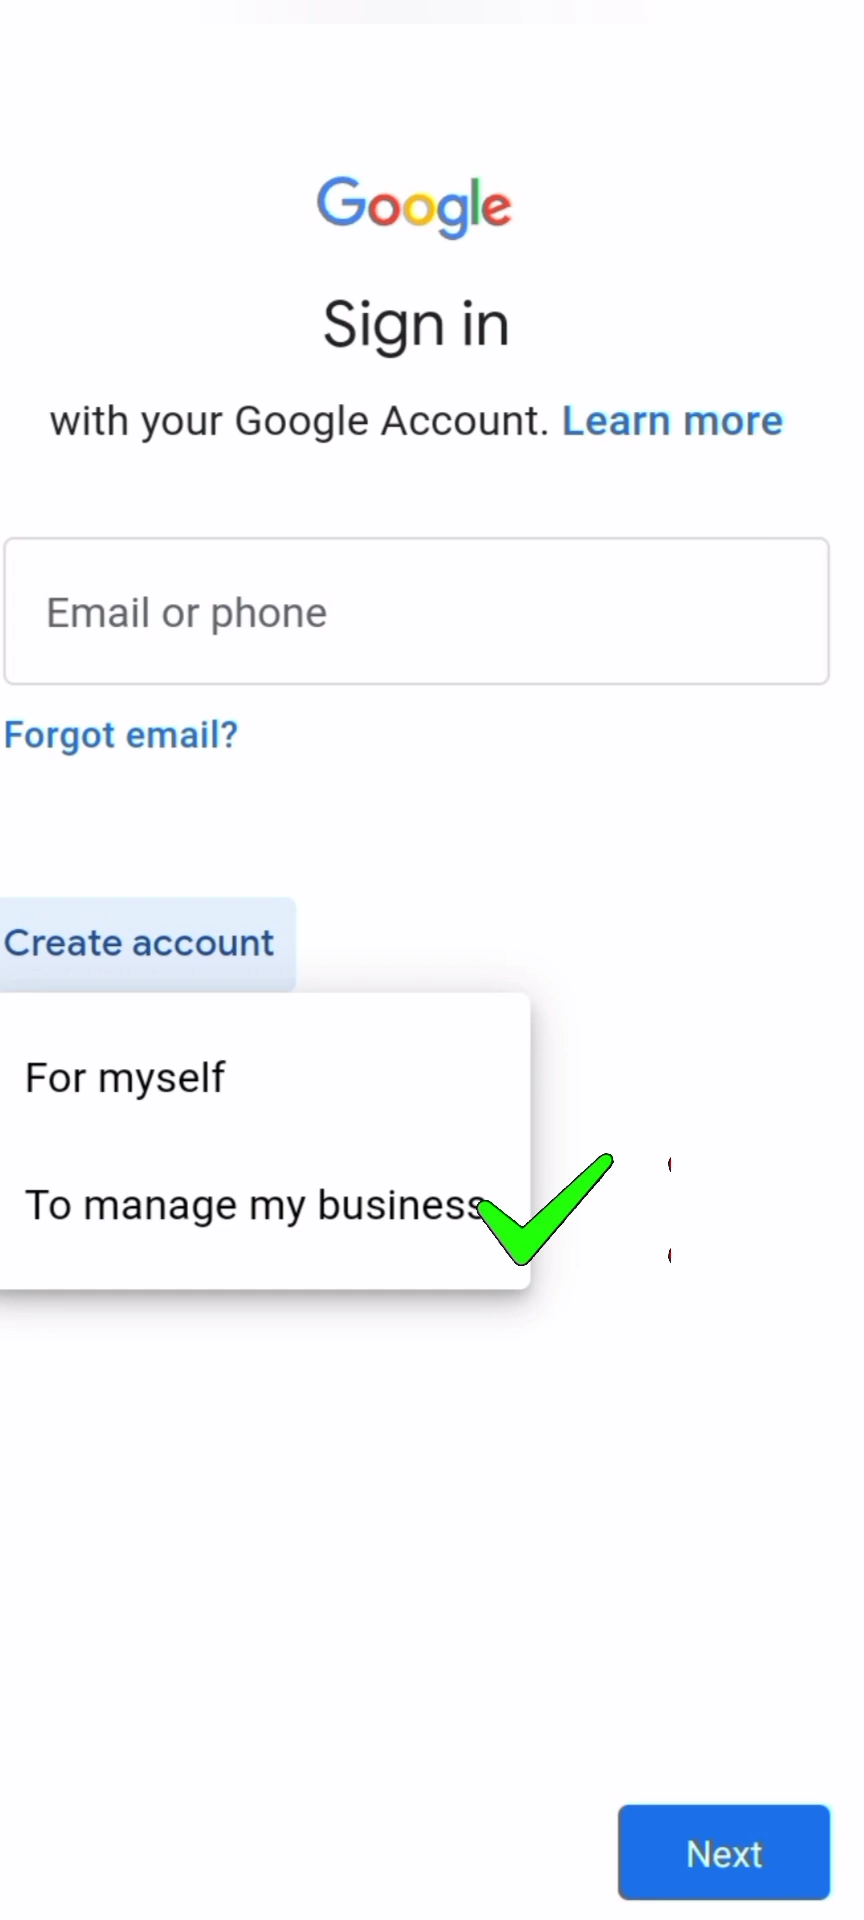 Google
Sign in
with your Google Account. Learn more
Email or phone
Forgot email?
Create account
For myself
To manage my business
Next